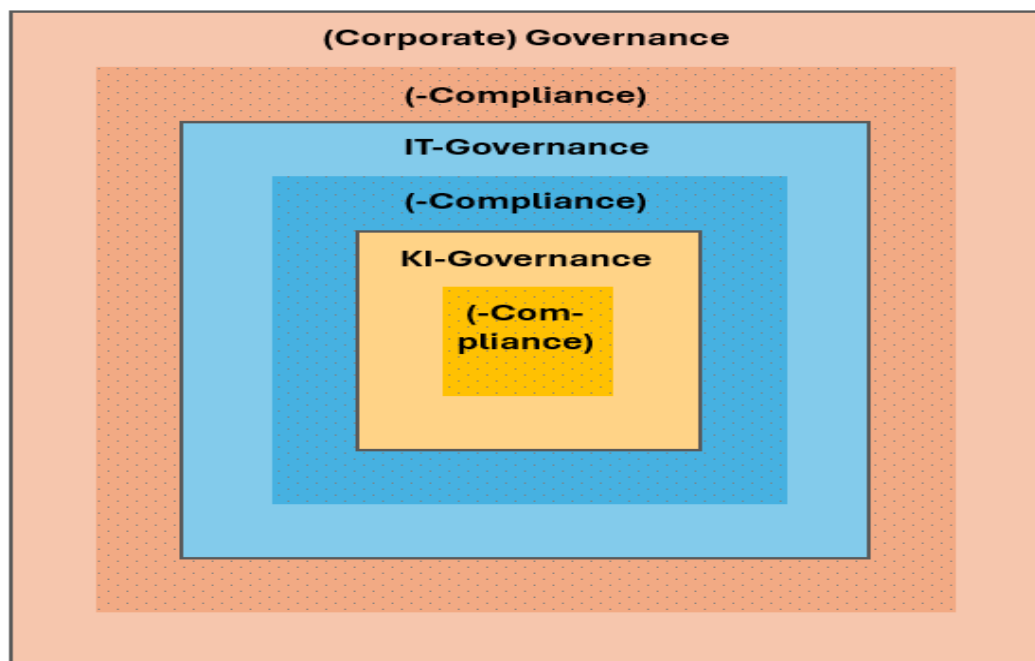 (Corporate) Governance
(-Compliance)
IT-Governance
(-Compliance)
KI-Governance
(-Com-
pliance)